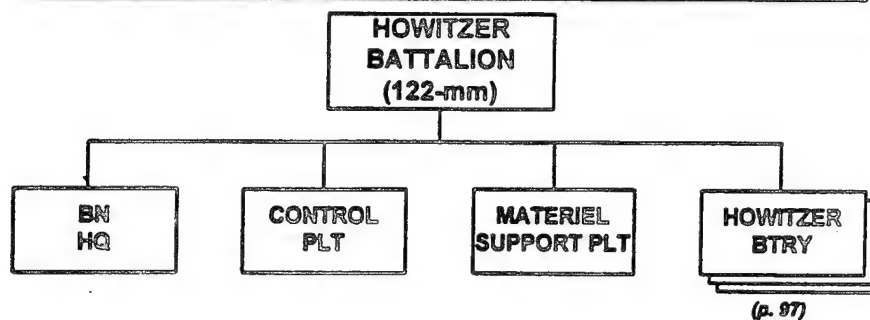 HOWITZER
BATTALION
(122-mm)
BN
HQ
CONTROL
PLT
MATERIEL
SUPPORT PLT
HOWITZER
BTRY
(p. 97)